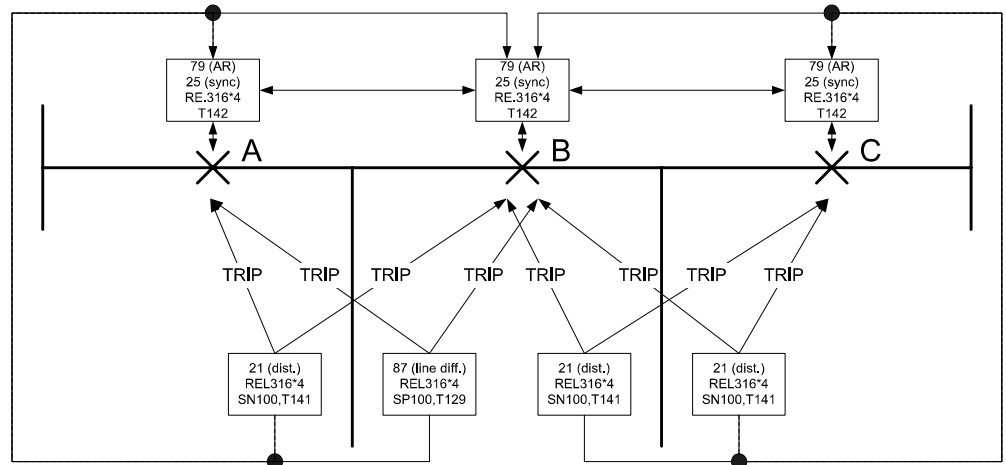 79 (AR)
25 (sync)
RE.316*4
T142
79 (AR)
25 (sync)
RE.316*4
T142
79 (AR)
25 (sync)
RE.316*4
T142
A
B
C
TRIP
TRIP
TRIP
TRIP
TRIP
TRIP
TRIP
TRIP
21 (dist.)
REL316*4
SN100,T141
87 (line diff.)
REL316*4
SP100,T129
21 (dist.)
REL316*4
SN100,T141
21 (dist.)
REL316*4
SN100,T141